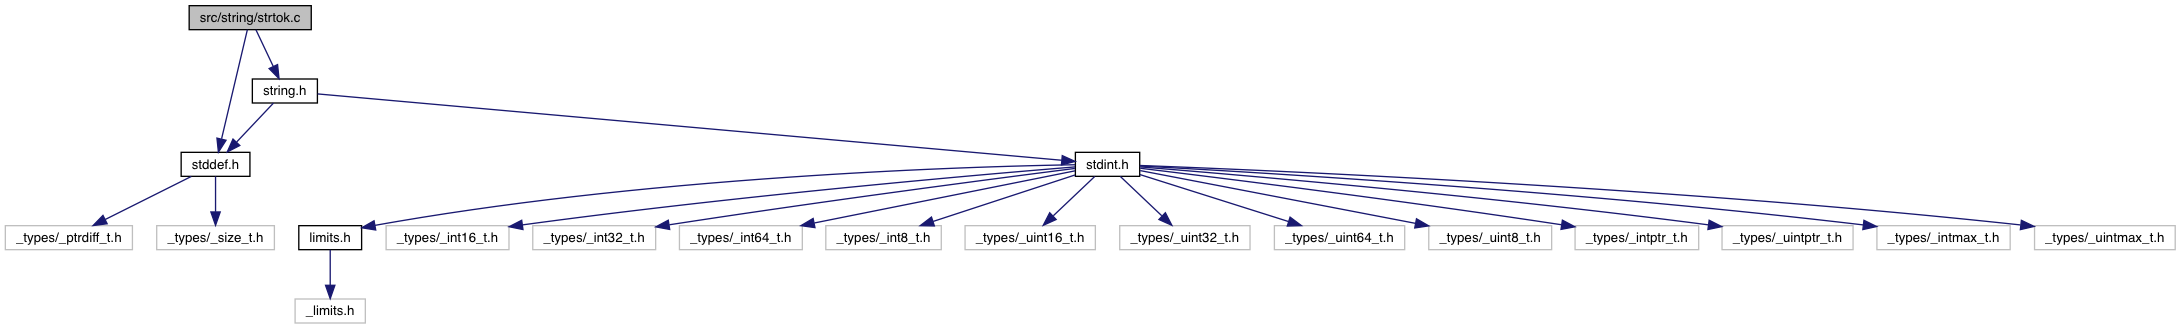 src/string/strtok.c
string.h
stddef.h
stdint.h
_types/_ptrdiff_t.h
_types/_size_t.h
limits.h
_types/_int16_t.h
_types/_int32_t.h
_types/_int64_t.h
_types/_int8_t.h
_types/_uint16_t.h
_types/_uint32_t.h
_types/_uint64_t.h
_types/_uint8_t.h
_types/_intptr_t.h
_types/_uintptr_t.h
_types/_intmax_t.h
_types/_uintmax_t.h
_limits.h